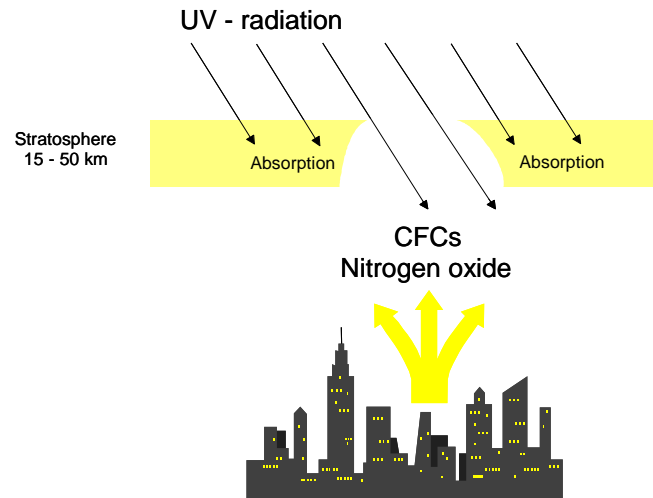 UV - radiation
Stratosphere
15 - 50 km
Absorption
Absorption
CFCs
Nitrogen oxide